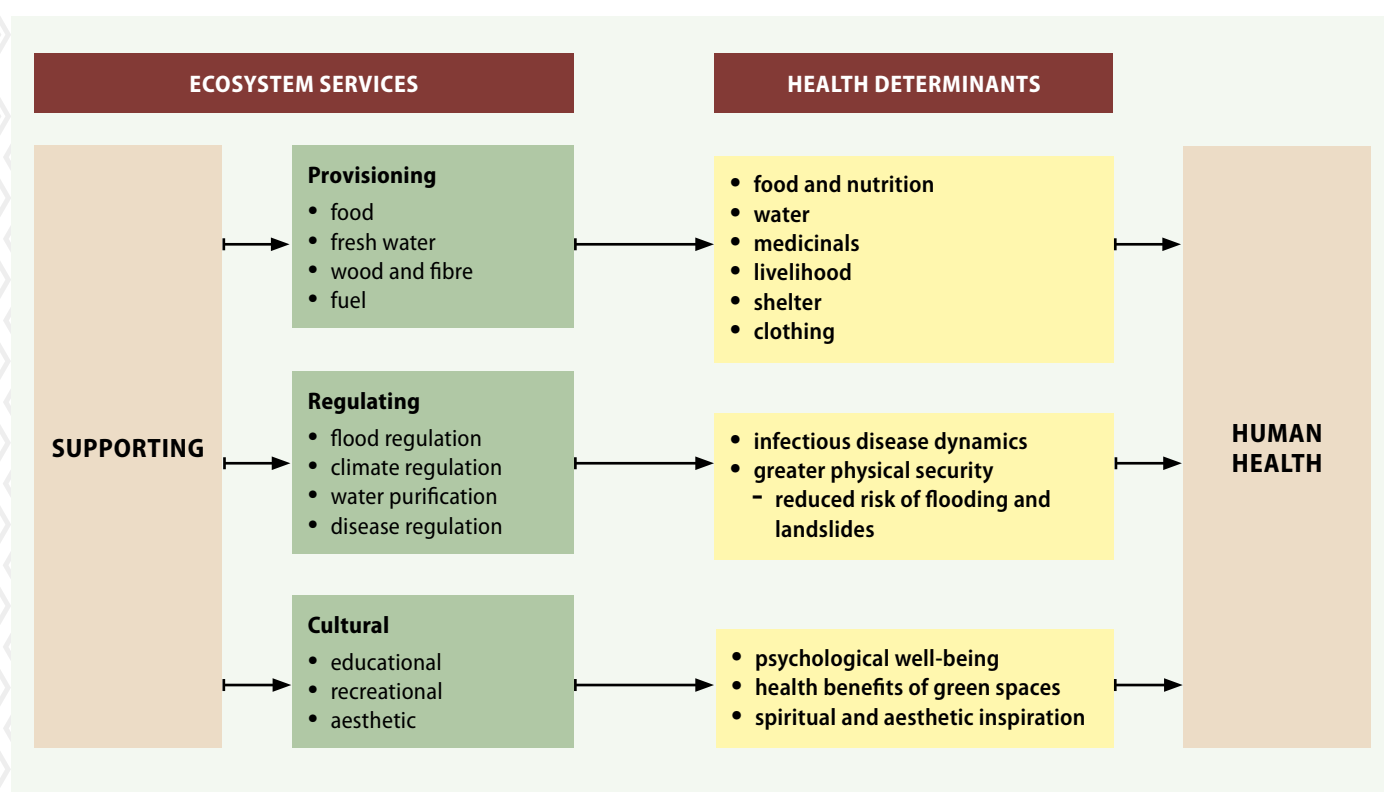 ECOSYSTEM SERVICES
HEALTH DETERMINANTS
SUPPORTING
Provisioning
• food
• fresh water
• wood and fibre
• fuel
• food and nutrition
• water
• medicinals
• livelihood
• shelter
• clothing
Regulating
• flood regulation
• climate regulation
• water purification
• disease regulation
• infectious disease dynamics
• greater physical security
– reduced risk of flooding and
landslides
Cultural
• educational
• recreational
• aesthetic
• psychological well-being
• health benefits of green spaces
• spiritual and aesthetic inspiration
HUMAN
HEALTH